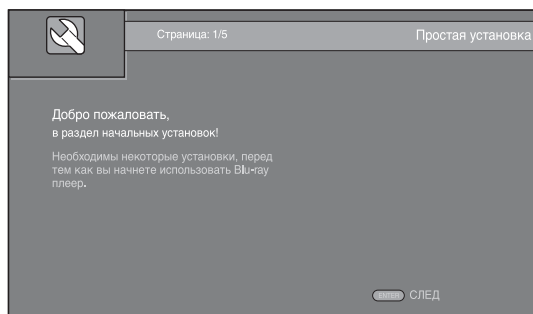 Страница: 1/5
Простая установка
Добро пожаловать,
в раздел начальных установок!
Необходимы некоторые установки, перед
тем как вы начнете использовать Blu-ray
плеер.
ENTER СЛЕД